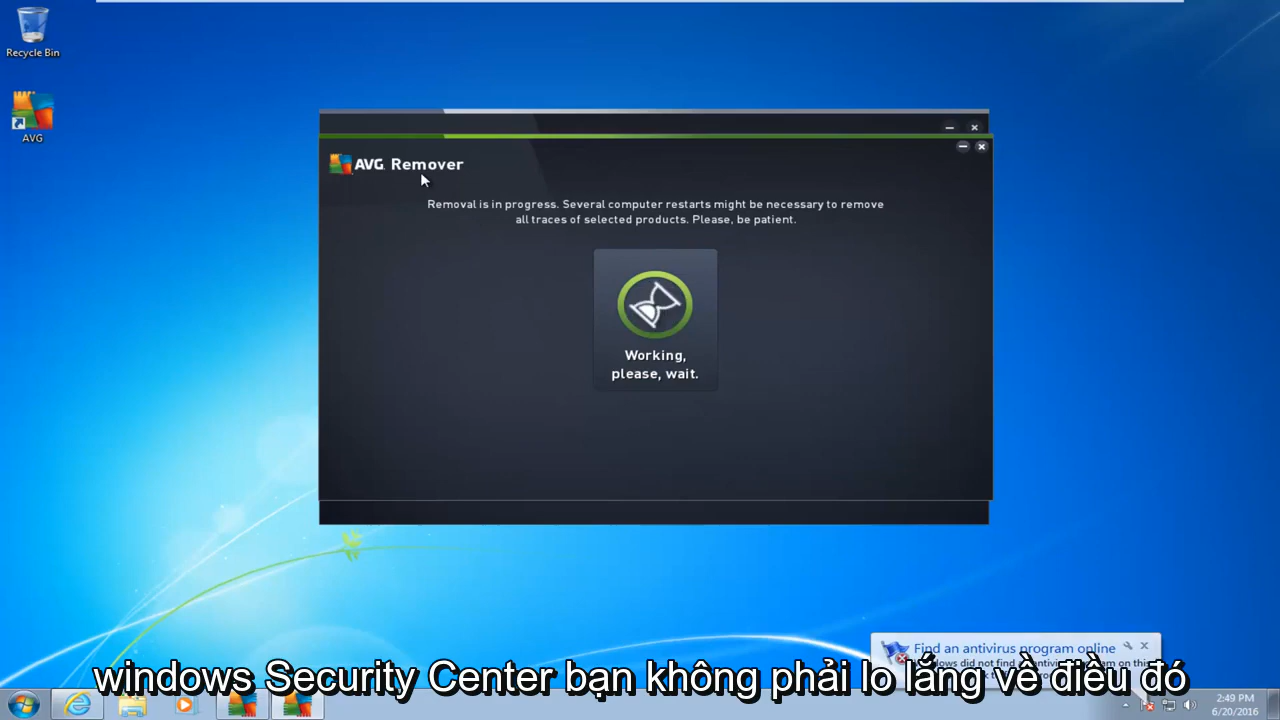 Recycle Bin
AVG
AVG. Remover
Removal is in progress. Several computer restarts might be necessary to remove
all traces of selected products. Please, be patient.
Working,
please, wait.
Find an antivirus program online
windows Security Center bạn không phải lo lắng về điều đó
2:49 PM
6/20/2016